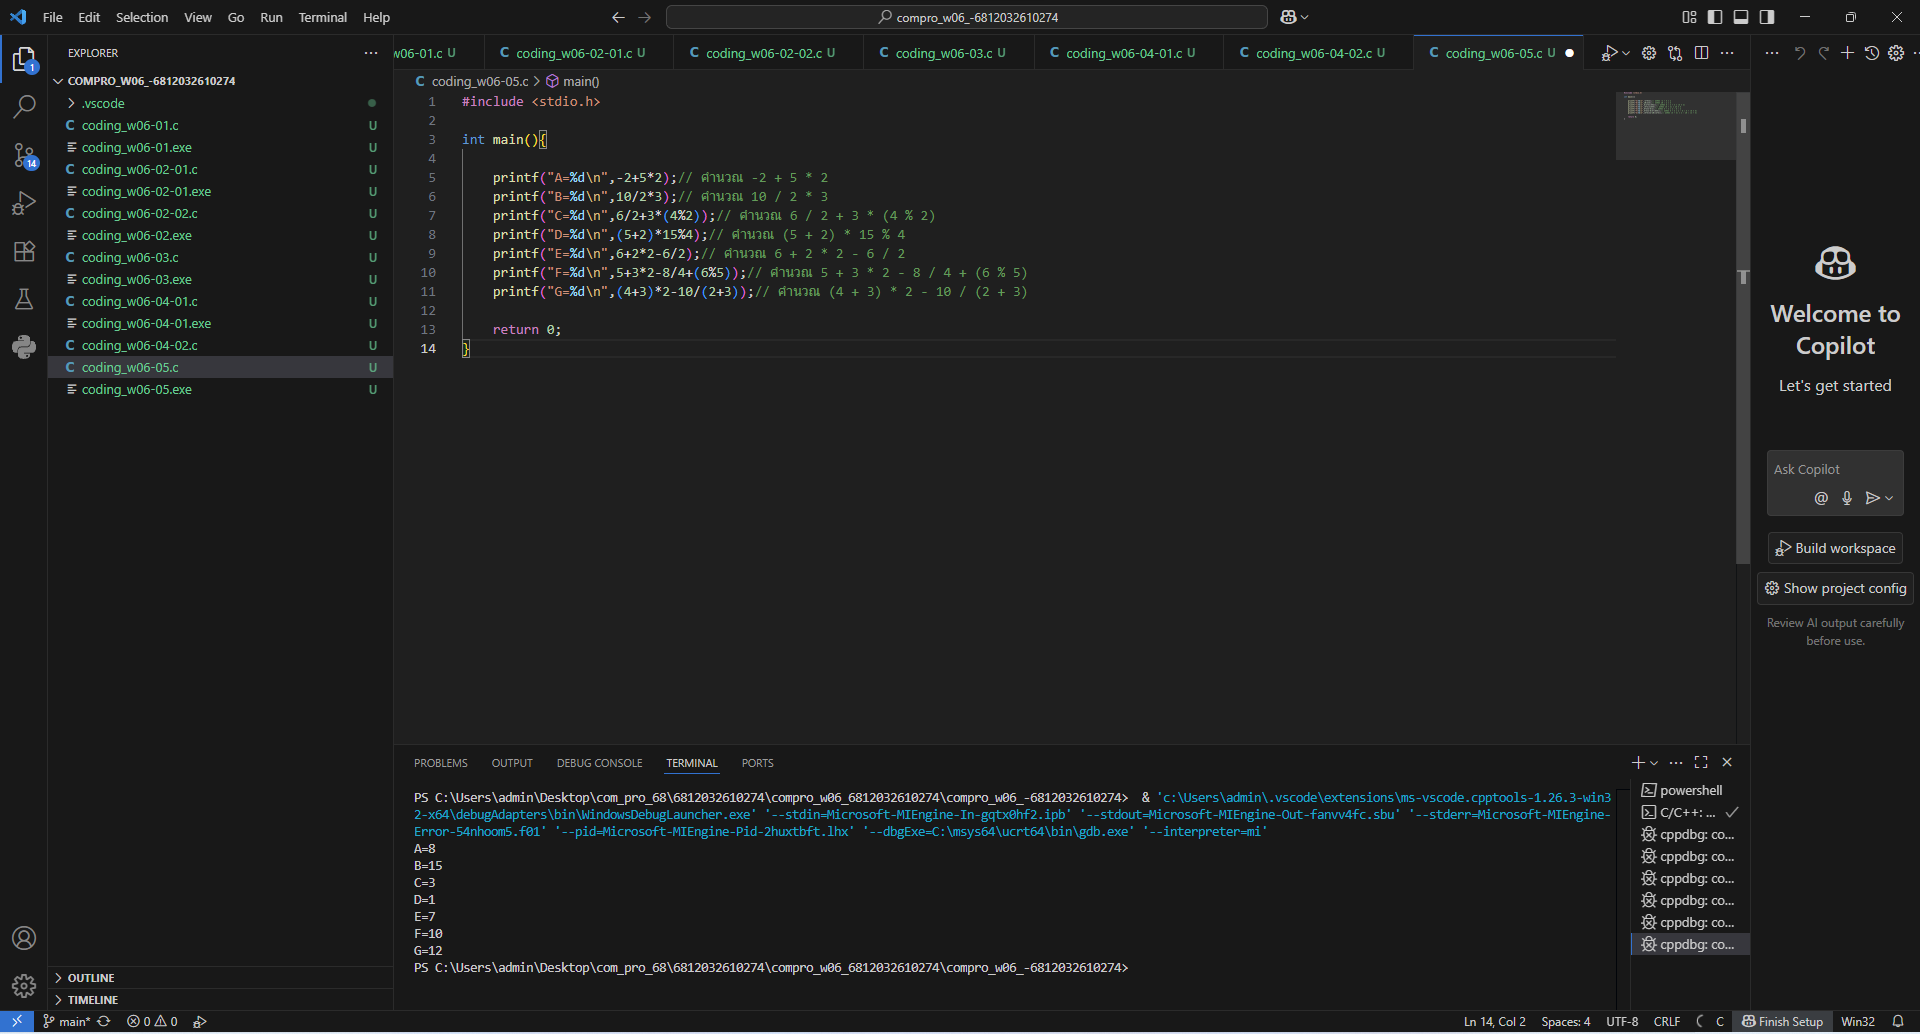 File Edit Selection View Go Run Terminal Help
compro_w06_-6812032610274
EXPLORER
COMPRO_W06_-6812032610274
.vscode
coding_w06-01.c U
coding_w06-01.exe U
coding_w06-02-01.c U
coding_w06-02-01.exe U
coding_w06-02-02.c U
coding_w06-02.exe U
coding_w06-03.c U
coding_w06-03.exe U
coding_w06-04-01.c U
coding_w06-04-01.exe U
coding_w06-04-02.c U
coding_w06-05.c U
coding_w06-05.exe U
OUTLINE
TIMELINE
w06-01.c U
C coding_w06-02-01.c U
C coding_w06-02-02.c U
C coding_w06-03.c U
C coding_w06-04-01.c U
C coding_w06-04-02.c U
C coding_w06-05.c U
C coding_w06-05.c > main()
1 #include <stdio.h>
2
3 int main(){
4
5 printf("A=%d\n",-2+5*2);// คำนวณ -2 + 5 * 2
6 printf("B=%d\n",10/2*3);// คำนวณ 10 / 2 * 3
7 printf("C=%d\n",6/2+3*(4%2));// คำนวณ 6 / 2 + 3 * (4 % 2)
8 printf("D=%d\n",(5+2)*15%4);// คำนวณ (5 + 2) * 15 % 4
9 printf("E=%d\n",6+2*2-6/2);// คำนวณ 6 + 2 * 2 - 6 / 2
10 printf("F=%d\n",5+3*2-8/4+(6%5));// คำนวณ 5 + 3 * 2 - 8 / 4 + (6 % 5)
11 printf("G=%d\n",(4+3)*2-10/(2+3));// คำนวณ (4 + 3) * 2 - 10 / (2 + 3)
12
13 return 0;
14 }
PROBLEMS OUTPUT DEBUG CONSOLE TERMINAL PORTS
PS C:\Users\admin\Desktop\com_pro_68\6812032610274\compro_w06_6812032610274\compro_w06_-6812032610274> & 'c:\Users\admin\.vscode\extensions\ms-vscode.cpptools-1.26.3-win3
2-x64\debugAdapters\bin\WindowsDebugLauncher.exe' '--stdin=Microsoft-MIEngine-In-gqtx0hf2.ipb' '--stdout=Microsoft-MIEngine-Out-fanvv4fc.sbu' '--stderr=Microsoft-MIEngine-
Error-54nhoom5.f01' '--pid=Microsoft-MIEngine-Pid-2huxtbft.lhx' '--dbgExe=C:\msys64\ucrt64\bin\gdb.exe' '--interpreter=mi'
A=8
B=15
C=3
D=1
E=7
F=10
G=12
PS C:\Users\admin\Desktop\com_pro_68\6812032610274\compro_w06_6812032610274\compro_w06_-6812032610274>
powershell
C/C++: ...
cppdbg: co...
cppdbg: co...
cppdbg: co...
cppdbg: co...
cppdbg: co...
cppdbg: co...
Welcome to
Copilot
Let's get started
Ask Copilot
Build workspace
Show project config
Review AI output carefully
before use.
1
14
main* 0 0
Ln 14, Col 2 Spaces: 4 UTF-8 CRLF C Finish Setup Win32